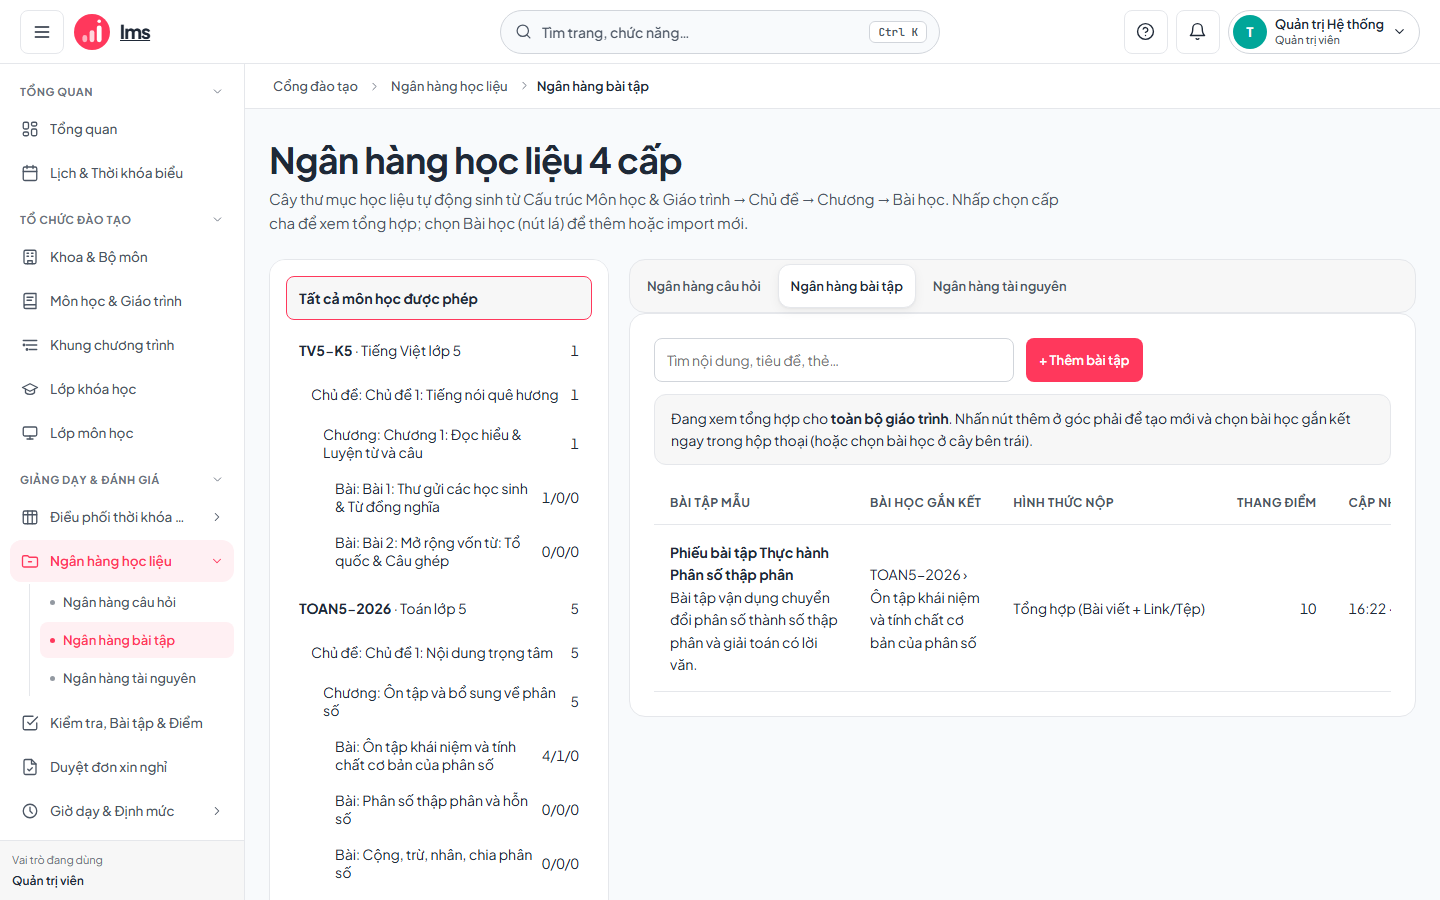 lms
Tìm trang, chức năng...
Ctrl K
T
Quản trị Hệ thống
Quản trị viên
TỔNG QUAN
Tổng quan
Lịch & Thời khóa biểu
TỔ CHỨC ĐÀO TẠO
Khoa & Bộ môn
Môn học & Giáo trình
Khung chương trình
Lớp khóa học
Lớp môn học
GIẢNG DẠY & ĐÁNH GIÁ
Điều phối thời khóa ...
Ngân hàng học liệu
Ngân hàng câu hỏi
Ngân hàng bài tập
Ngân hàng tài nguyên
Kiểm tra, Bài tập & Điểm
Duyệt đơn xin nghỉ
Giờ dạy & Định mức
Vai trò đang dùng
Quản trị viên
Cổng đào tạo > Ngân hàng học liệu > Ngân hàng bài tập
Ngân hàng học liệu 4 cấp
Cây thư mục học liệu tự động sinh từ Cấu trúc Môn học & Giáo trình → Chủ đề → Chương → Bài học. Nhấp chọn cấp
cha để xem tổng hợp; chọn Bài học (nút lá) để thêm hoặc import mới.
Tất cả môn học được phép
TV5-K5 · Tiếng Việt lớp 5 1
Chủ đề: Chủ đề 1: Tiếng nói quê hương 1
Chương: Chương 1: Đọc hiểu &
Luyện từ và câu 1
Bài: Bài 1: Thư gửi các học sinh
& Từ đồng nghĩa 1/0/0
Bài: Bài 2: Mở rộng vốn từ: Tổ
quốc & Câu ghép 0/0/0
TOAN5-2026 · Toán lớp 5 5
Chủ đề: Chủ đề 1: Nội dung trọng tâm 5
Chương: Ôn tập và bổ sung về phân
số 5
Bài: Ôn tập khái niệm và tính
chất cơ bản của phân số 4/1/0
Bài: Phân số thập phân và hỗn
số 0/0/0
Bài: Cộng, trừ, nhân, chia phân
số 0/0/0
Ngân hàng câu hỏi Ngân hàng bài tập Ngân hàng tài nguyên
Tìm nội dung, tiêu đề, thẻ...
+ Thêm bài tập
Đang xem tổng hợp cho toàn bộ giáo trình. Nhấn nút thêm ở góc phải để tạo mới và chọn bài học gắn kết
ngay trong hộp thoại (hoặc chọn bài học ở cây bên trái).
BÀI TẬP MẪU BÀI HỌC GẮN KẾT HÌNH THỨC NỘP THANG ĐIỂM CẬP
Phiếu bài tập Thực hành
Phân số thập phân
Bài tập vận dụng chuyển
đổi phân số thành số thập
phân và giải toán có lời
văn.
TOAN5-2026 ›
Ôn tập khái niệm
và tính chất cơ
bản của phân số
Tổng hợp (Bài viết + Link/Tệp)
10
16:22 ·